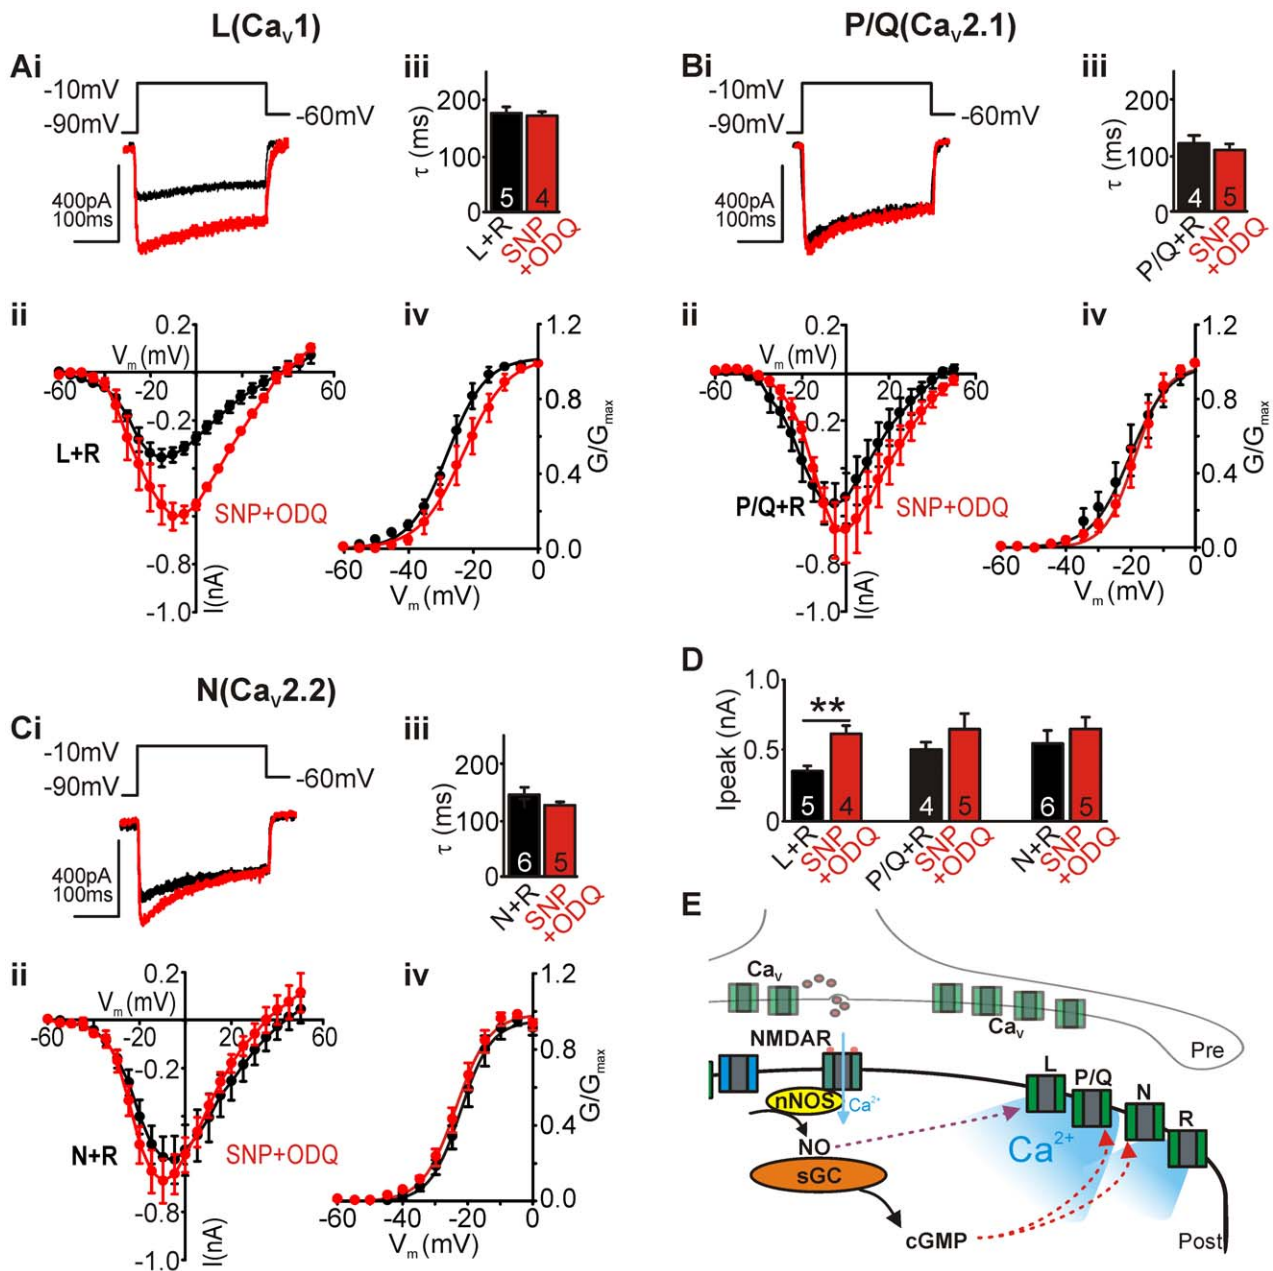 L(Cav1)
Ai
-10mV
-90mV
-60mV
400pA
100ms
iii
200
100
0
τ (ms)
5
4
L+R
SNP
+ODQ
ii
0.2
Vm (mV)
-60
-20
60
-0.2
-0.8
-1.0
I(nA)
L+R
SNP+ODQ
iv
1.2
0.8
0.4
0.0
G/Gmax
-60
-40
-20
0
Vm (mV)
P/Q(Cav2.1)
Bi
-10mV
-90mV
-60mV
400pA
100ms
iii
200
100
0
τ (ms)
4
5
P/Q+R
SNP
+ODQ
ii
0.2
Vm (mV)
-60
-20
20
60
0.2
-0.8
-1.0
I(nA)
P/Q+R
SNP+ODQ
iv
1.2
0.8
0.4
0.0
G/Gmax
-60
-40
-20
0
Vm (mV)
N(Cav2.2)
Ci
-10mV
-90mV
-60mV
400pA
100ms
iii
200
100
0
τ (ms)
6
5
N+R
SNP
+ODQ
ii
0.2
Vm (mV)
-60
-20
20
60
-0.2
-0.8
-1.0
I(nA)
N+R
SNP+ODQ
iv
1.2
0.8
0.4
0.0
G/Gmax
-60
-40
-20
0
Vm (mV)
D
1.0
0.5
0
Ipeak (nA)
**
5
4
4
5
6
5
L+R
SNP
+ODQ
P/Q+R
SNP
+ODQ
N+R
SNP
+ODQ
E
Cav
Cav
Pre
NMDAR
nNOS
Ca2+
NO
sGC
cGMP
L
P/Q
N
R
Ca2+
Post